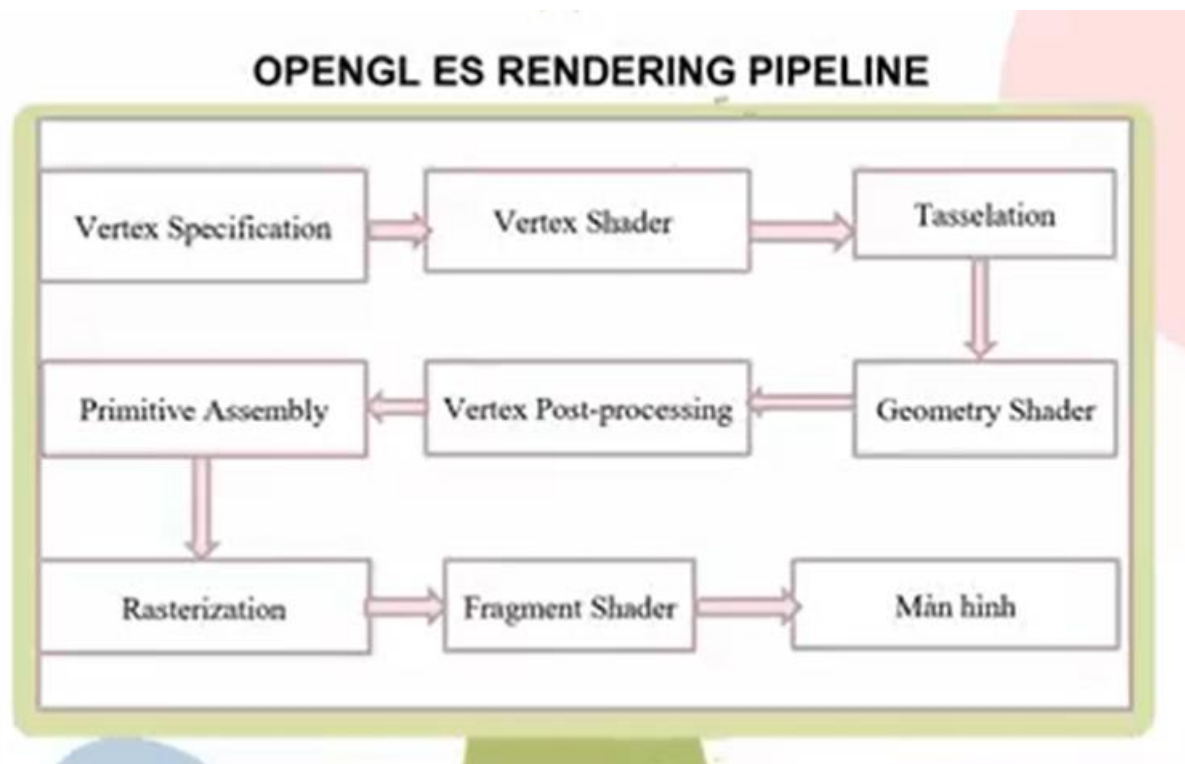 OPENGL ES RENDERING PIPELINE
Vertex Specification
Vertex Shader
Tasselation
Geometry Shader
Vertex Post-processing
Primitive Assembly
Rasterization
Fragment Shader
Màn hình